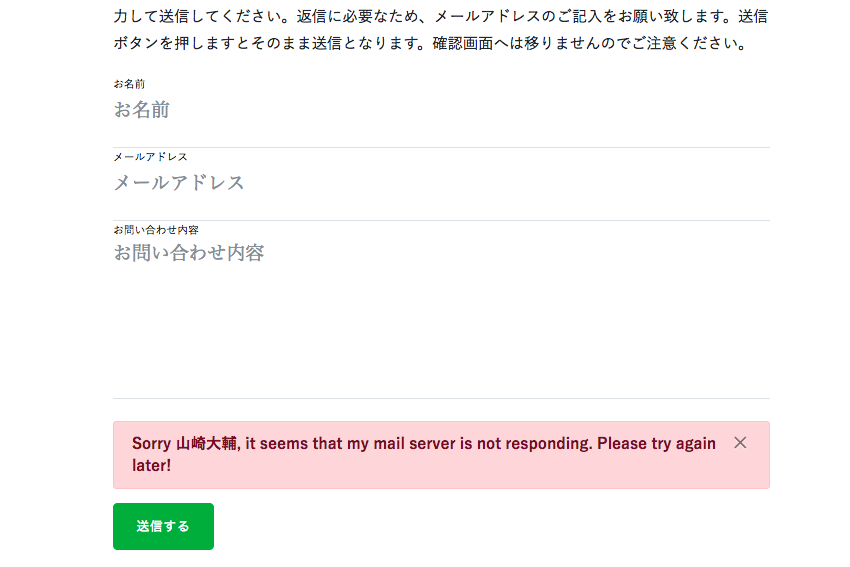 力して送信してください。返信に必要なため、メールアドレスのご記入をお願い致します。送信
ボタンを押しますとそのまま送信となります。確認画面へは移りませんのでご注意ください。
お名前
お名前
メールアドレス
メールアドレス
お問い合わせ内容
お問い合わせ内容
Sorry 山崎大輔, it seems that my mail server is not responding. Please try again
later!
送信する